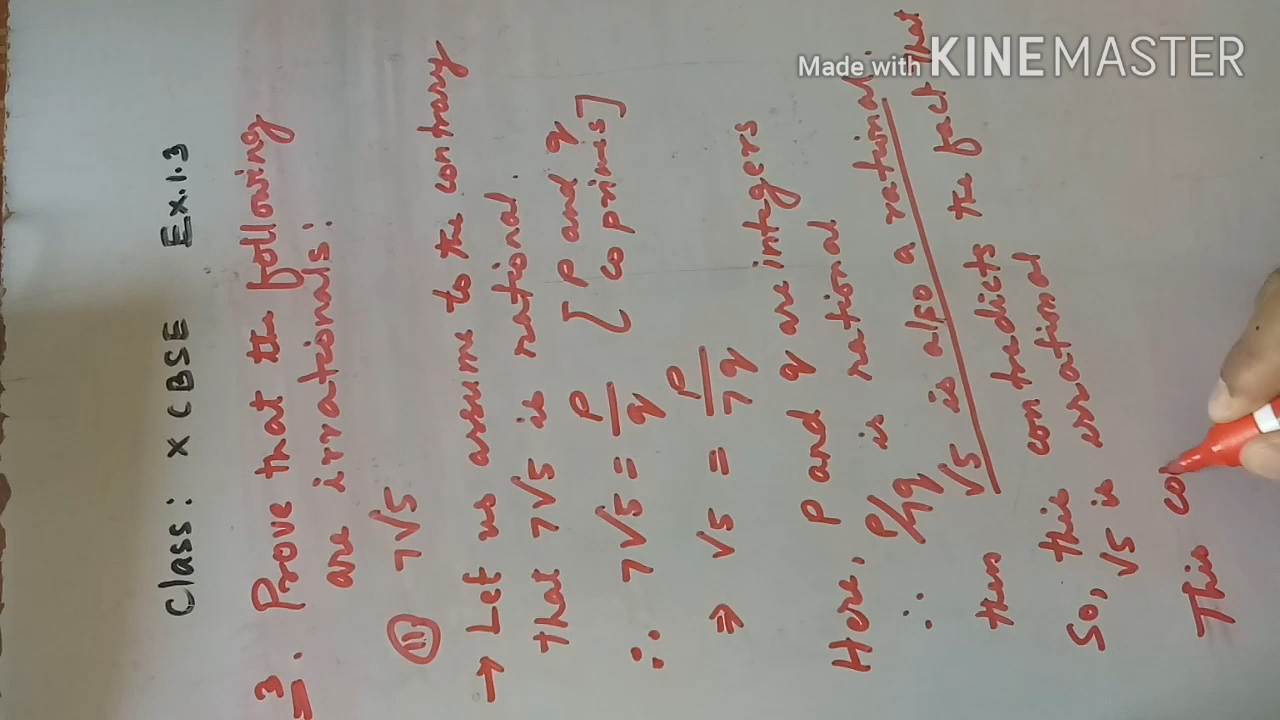 Class: X CBSE Ex.1.3
3. Prove that the following
are irrationals:
(ii) 7√5
→ Let us assume to the contrary
that 7√5 is rational.
∴ 7√5 = p/q [p and q
co primes]
⇒ √5 = p/7q
Here, p and q are integers
∴ p/7q is rational
then √5 is also a rational.
So, this contradicts the fact that
√5 is irrational
This co
Made with KINEMASTER